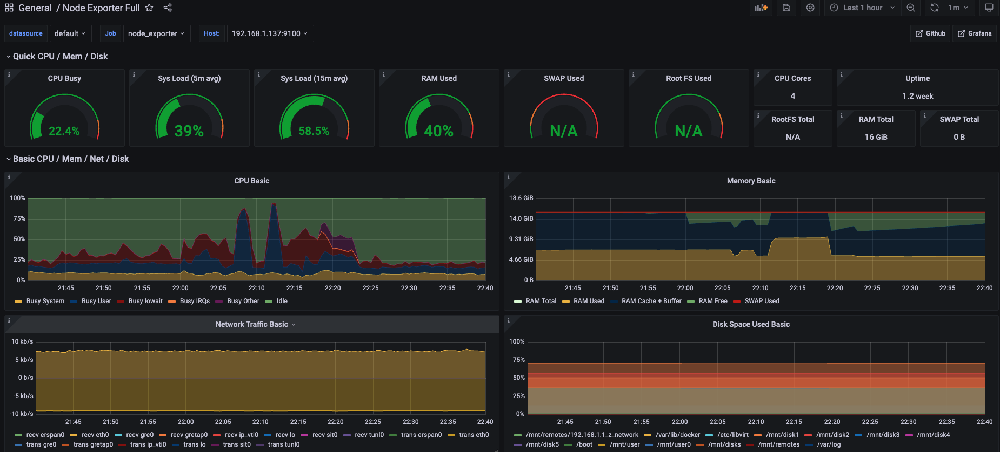 General / Node Exporter Full
Last 1 hour 1m
datasource default Job node_exporter Host: 192.168.1.137:9100 Github Grafana
Quick CPU / Mem / Disk
CPU Busy
22.4%
Sys Load (5m avg)
39%
Sys Load (15m avg)
58.5%
RAM Used
40%
SWAP Used
N/A
Root FS Used
N/A
CPU Cores
4
Uptime
1.2 week
RootFS Total
N/A
RAM Total
16 GiB
SWAP Total
0 B
Basic CPU / Mem / Net / Disk
CPU Basic
100%
75%
50%
25%
0%
21:45 21:50 21:55 22:00 22:05 22:10 22:15 22:20 22:25 22:30 22:35 22:40
Busy System Busy User Busy Iowait Busy IRQs Busy Other Idle
Memory Basic
18.6 GiB
14.0 GiB
9.31 GiB
4.66 GiB
0 B
21:45 21:50 21:55 22:00 22:05 22:10 22:15 22:20 22:25 22:30 22:35 22:40
RAM Total RAM Used RAM Cache + Buffer RAM Free SWAP Used
Network Traffic Basic
10 kb/s
5 kb/s
0 b/s
-5 kb/s
-10 kb/s
21:45 21:50 21:55 22:00 22:05 22:10 22:15 22:20 22:25 22:30 22:35 22:40
recv erspan0 recv eth0 recv gre0 recv gretap0 recv ip_vti0 recv lo recv sit0 recv tunl0 trans erspan0 trans eth0
trans gre0 trans gretap0 trans ip_vti0 trans lo trans sit0 trans tunl0
Disk Space Used Basic
100%
75%
50%
25%
0%
21:45 21:50 21:55 22:00 22:05 22:10 22:15 22:20 22:25 22:30 22:35 22:40
/mnt/remotes/192.168.1.1_z_network /var/lib/docker /etc/libvirt /mnt/disk1 /mnt/disk2 /mnt/disk3 /mnt/disk4
/mnt/disk5 /boot /mnt/user /mnt/user0 /mnt/disks /mnt/remotes /var/log